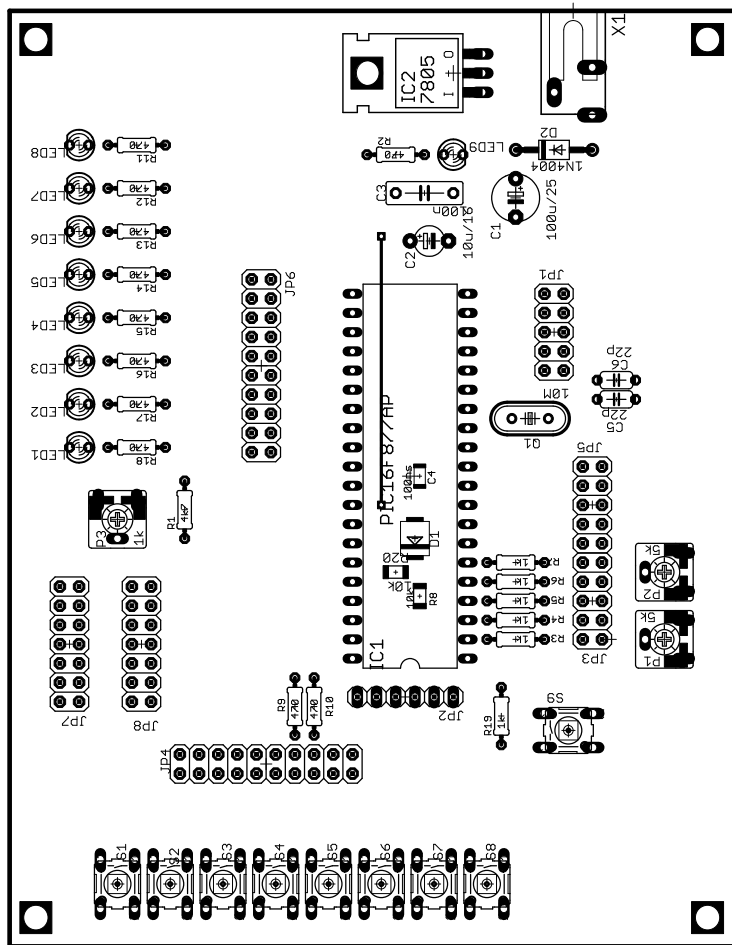 X1
IC2
7805
I
O
D2
1N4004
LED9
R2
470
C3
100n
C1
100u/25
C2
10u/16
LED8
470
R11
LED7
470
R12
LED6
470
R13
LED5
470
R14
LED4
470
R15
LED3
470
R16
LED2
470
R17
LED1
470
R18
JP6
JP1
10M
Q1
22p
C6
22p
C5
PIC16F877AP
100ns
C4
D1
R20
10k
10k
R8
IC1
P3
1k
R1
4k7
JP5
R7
1k
R6
1k
R5
1k
R4
1k
R3
1k
JP3
5k
P2
5k
P1
JP7
JP8
R9
470
470
R10
JP2
R19
1k
S9
JP4
S1
S2
S3
S4
S5
S6
S7
S8